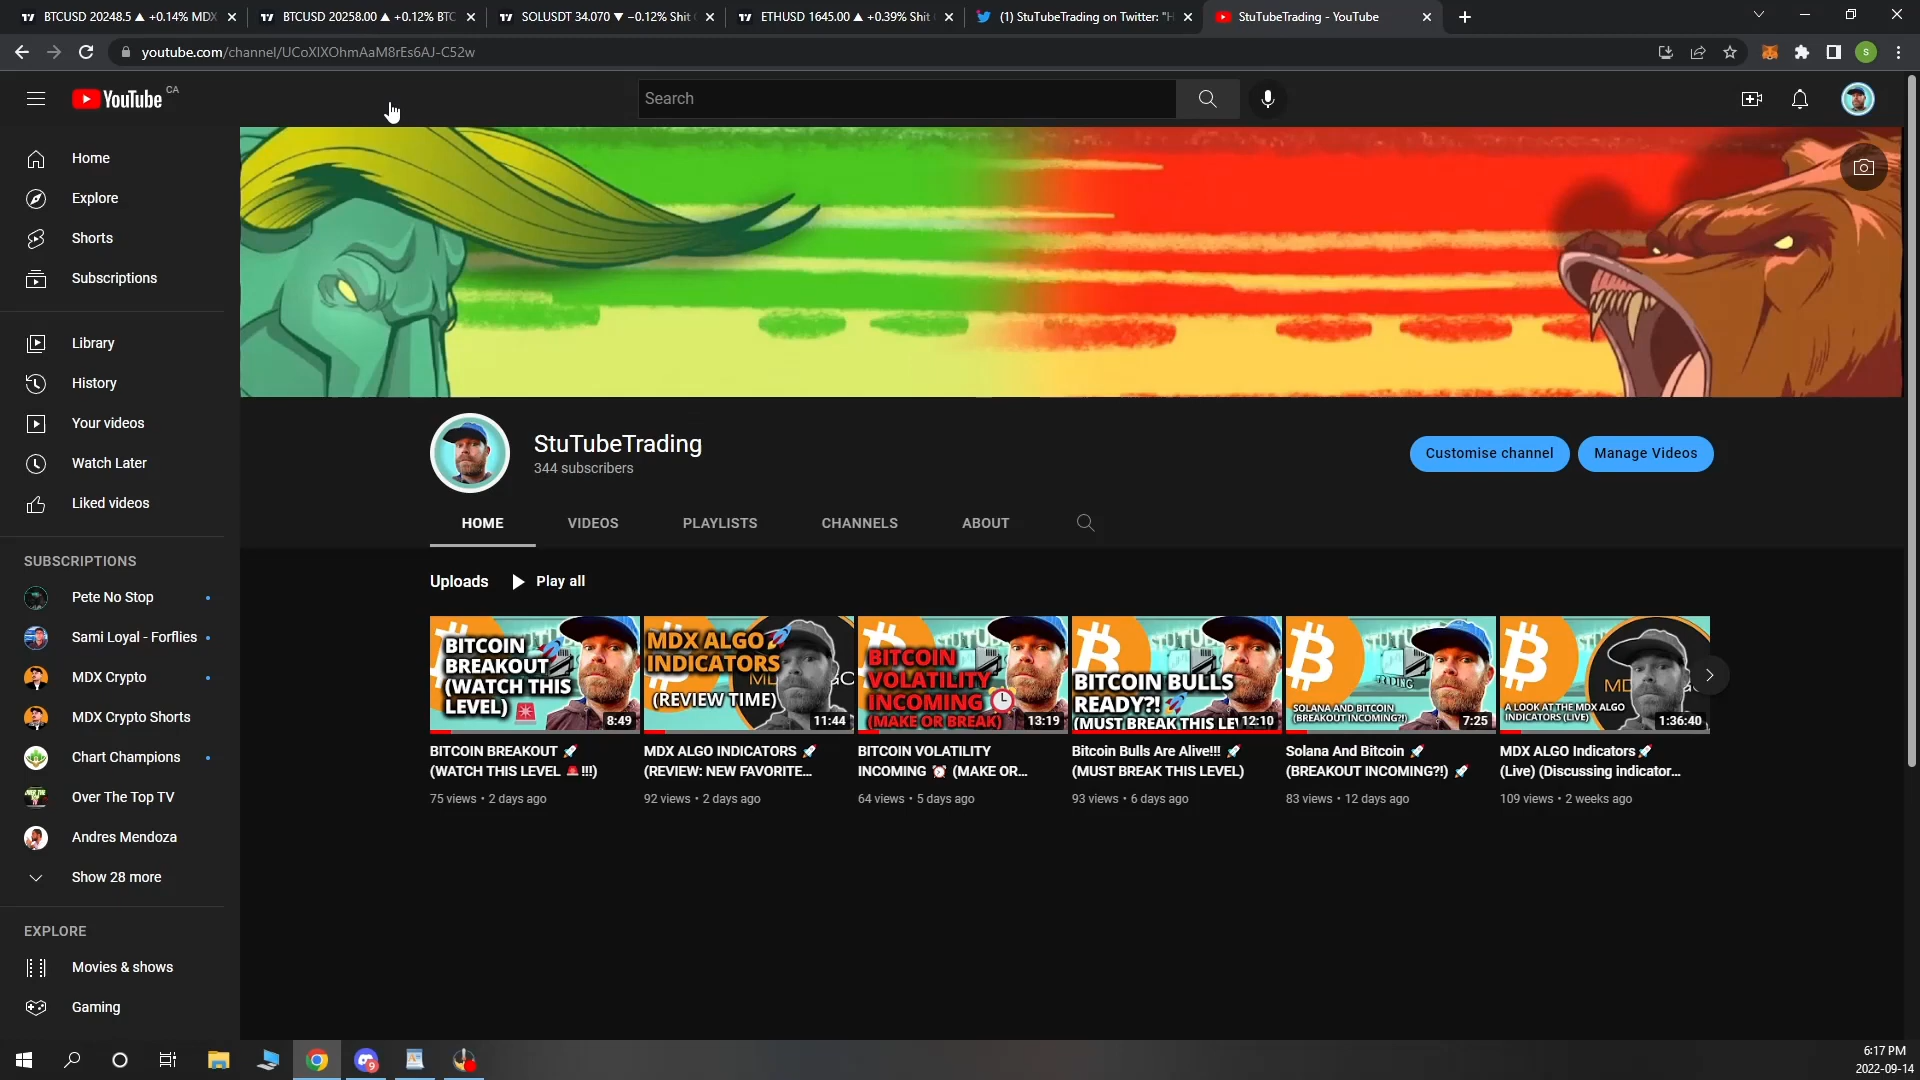 BTCUSD 20248.5 ▲ +0.14% MDX
BTCUSD 20258.00 ▲ +0.12% BTC
SOLUSDT 34.070 ▼ −0.12% Shit
ETHUSD 1645.00 ▲ +0.39% Shit
(1) StuTubeTrading on Twitter: "H
StuTubeTrading - YouTube
youtube.com/channel/UCoXIXOhmAaM8rEs6AJ-C52w
S
YouTube CA
Search
Home
Explore
Shorts
Subscriptions
Library
History
Your videos
Watch Later
Liked videos
SUBSCRIPTIONS
Pete No Stop
Sami Loyal - Forflies
MDX Crypto
MDX Crypto Shorts
Chart Champions
Over The Top TV
Andres Mendoza
Show 28 more
EXPLORE
Movies & shows
Gaming
StuTubeTrading
344 subscribers
Customise channel
Manage Videos
HOME
VIDEOS
PLAYLISTS
CHANNELS
ABOUT
Uploads
Play all
BITCOIN
BREAKOUT
(WATCH THIS
LEVEL)
8:49
BITCOIN BREAKOUT 🚀
(WATCH THIS LEVEL 🚨!!!)
75 views • 2 days ago
MDX ALGO
INDICATORS
(REVIEW TIME)
11:44
MDX ALGO INDICATORS 🚀
(REVIEW: NEW FAVORITE...
92 views • 2 days ago
BITCOIN
VOLATILITY
INCOMING
(MAKE OR BREAK)
13:19
BITCOIN VOLATILITY
INCOMING ⏰ (MAKE OR...
64 views • 5 days ago
BITCOIN BULLS
READY?!
(MUST BREAK THIS LE
12:10
Bitcoin Bulls Are Alive!!! 🚀
(MUST BREAK THIS LEVEL)
93 views • 6 days ago
TRADING
SOLANA AND BITCOIN
(BREAKOUT INCOMING?!)
7:25
Solana And Bitcoin 🚀
(BREAKOUT INCOMING?!) 🚀
83 views • 12 days ago
A LOOK AT THE MDX ALGO
INDICATORS (LIVE)
1:36:40
MDX ALGO Indicators 🚀
(Live) (Discussing indicator...
109 views • 2 weeks ago
9
6:17 PM
2022-09-14